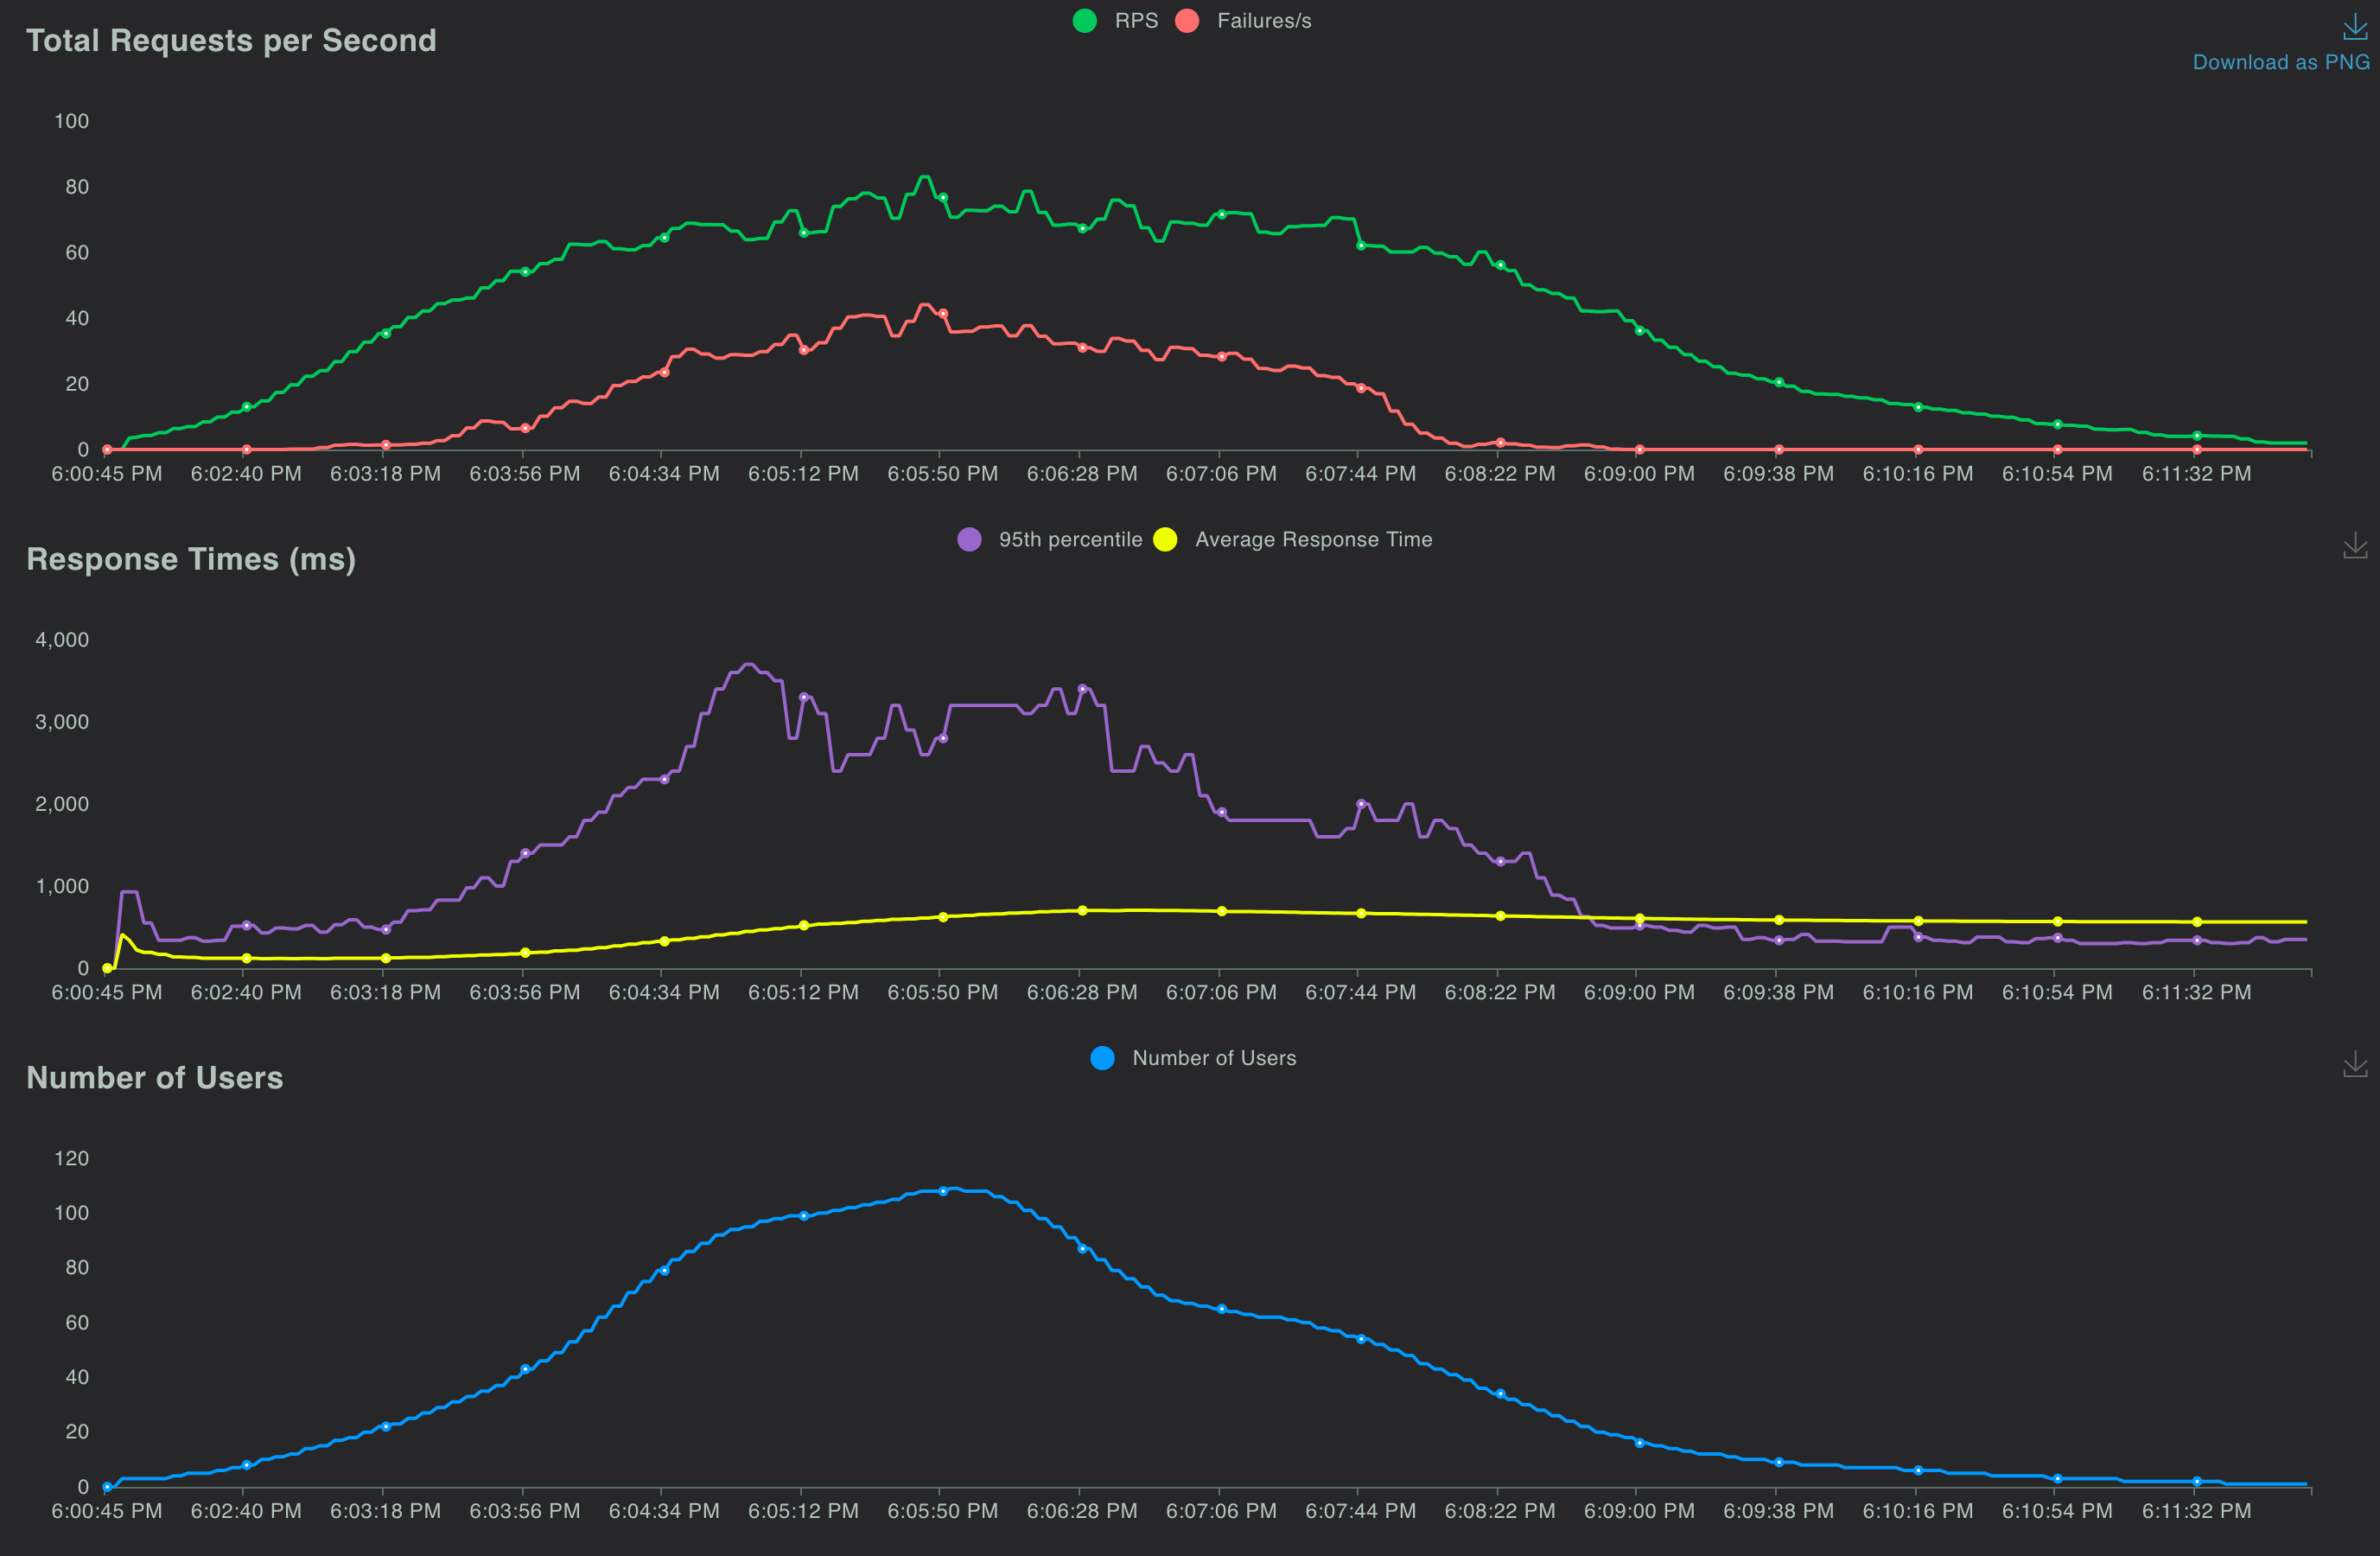 RPS Failures/s
Total Requests per Second
Download as PNG
100
80
60
40
20
0
6:00:45 PM 6:02:40 PM 6:03:18 PM 6:03:56 PM 6:04:34 PM 6:05:12 PM 6:05:50 PM 6:06:28 PM 6:07:06 PM 6:07:44 PM 6:08:22 PM 6:09:00 PM 6:09:38 PM 6:10:16 PM 6:10:54 PM 6:11:32 PM
95th percentile Average Response Time
Response Times (ms)
4,000
3,000
2,000
1,000
0
6:00:45 PM 6:02:40 PM 6:03:18 PM 6:03:56 PM 6:04:34 PM 6:05:12 PM 6:05:50 PM 6:06:28 PM 6:07:06 PM 6:07:44 PM 6:08:22 PM 6:09:00 PM 6:09:38 PM 6:10:16 PM 6:10:54 PM 6:11:32 PM
Number of Users
Number of Users
120
100
80
60
40
20
0
6:00:45 PM 6:02:40 PM 6:03:18 PM 6:03:56 PM 6:04:34 PM 6:05:12 PM 6:05:50 PM 6:06:28 PM 6:07:06 PM 6:07:44 PM 6:08:22 PM 6:09:00 PM 6:09:38 PM 6:10:16 PM 6:10:54 PM 6:11:32 PM